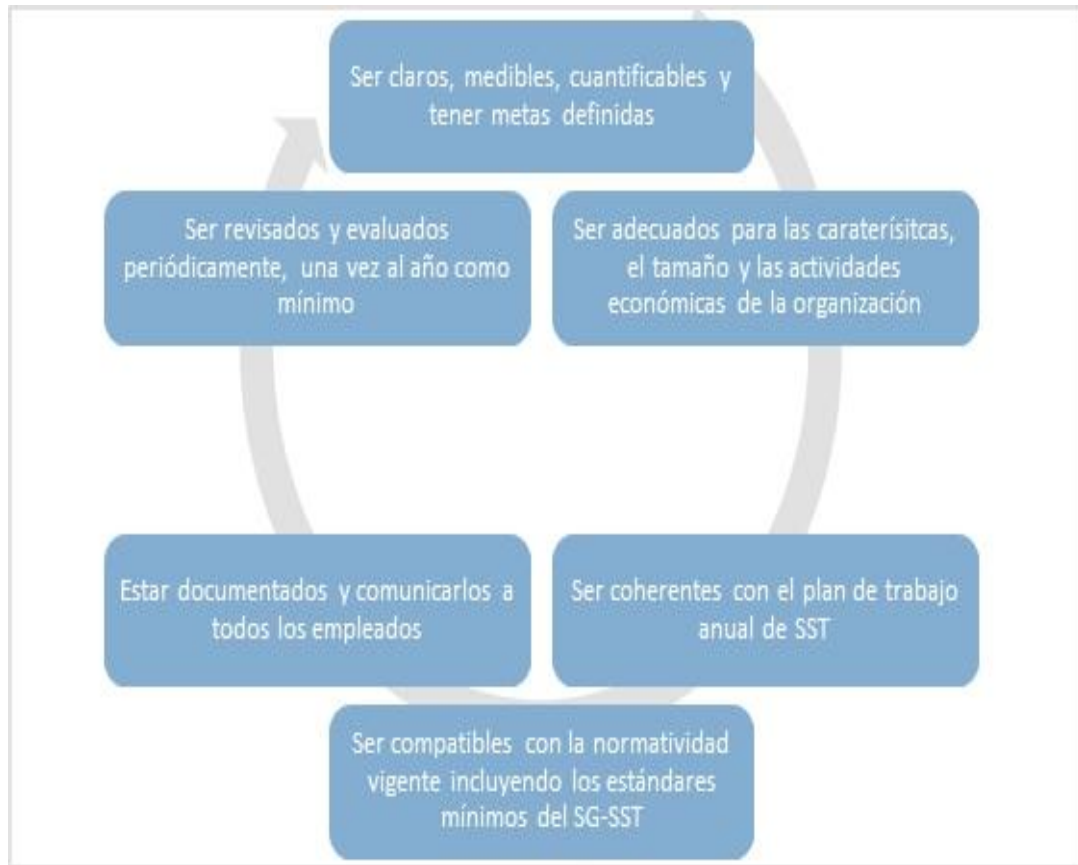 Ser claros, medibles, cuantificables y
tener metas definidas
Ser adecuados para las caraterísitcas,
el tamaño y las actividades
económicas de la organización
Ser coherentes con el plan de trabajo
anual de SST
Ser compatibles con la normatividad
vigente incluyendo los estándares
mínimos del SG-SST
Estar documentados y comunicarlos a
todos los empleados
Ser revisados y evaluados
periódicamente, una vez al año como
mínimo